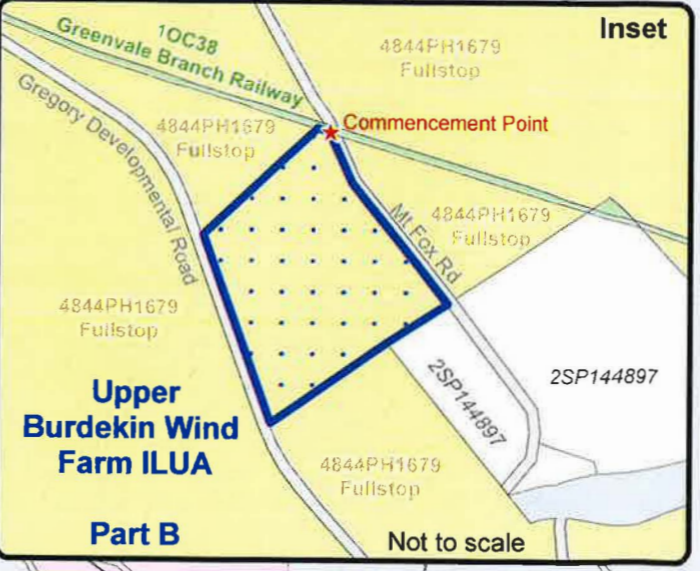 Inset
1OC38
Greenvale Branch Railway
4844PH1679
Fullstop
4844PH1679
Fullstop
Commencement Point
Gregory Developmental Road
Mt Fox Rd
4844PH1679
Fullstop
4844PH1679
Fullstop
2SP144897
2SP144897
Upper
Burdekin Wind
Farm ILUA
Part B
4844PH1679
Fullstop
Not to scale